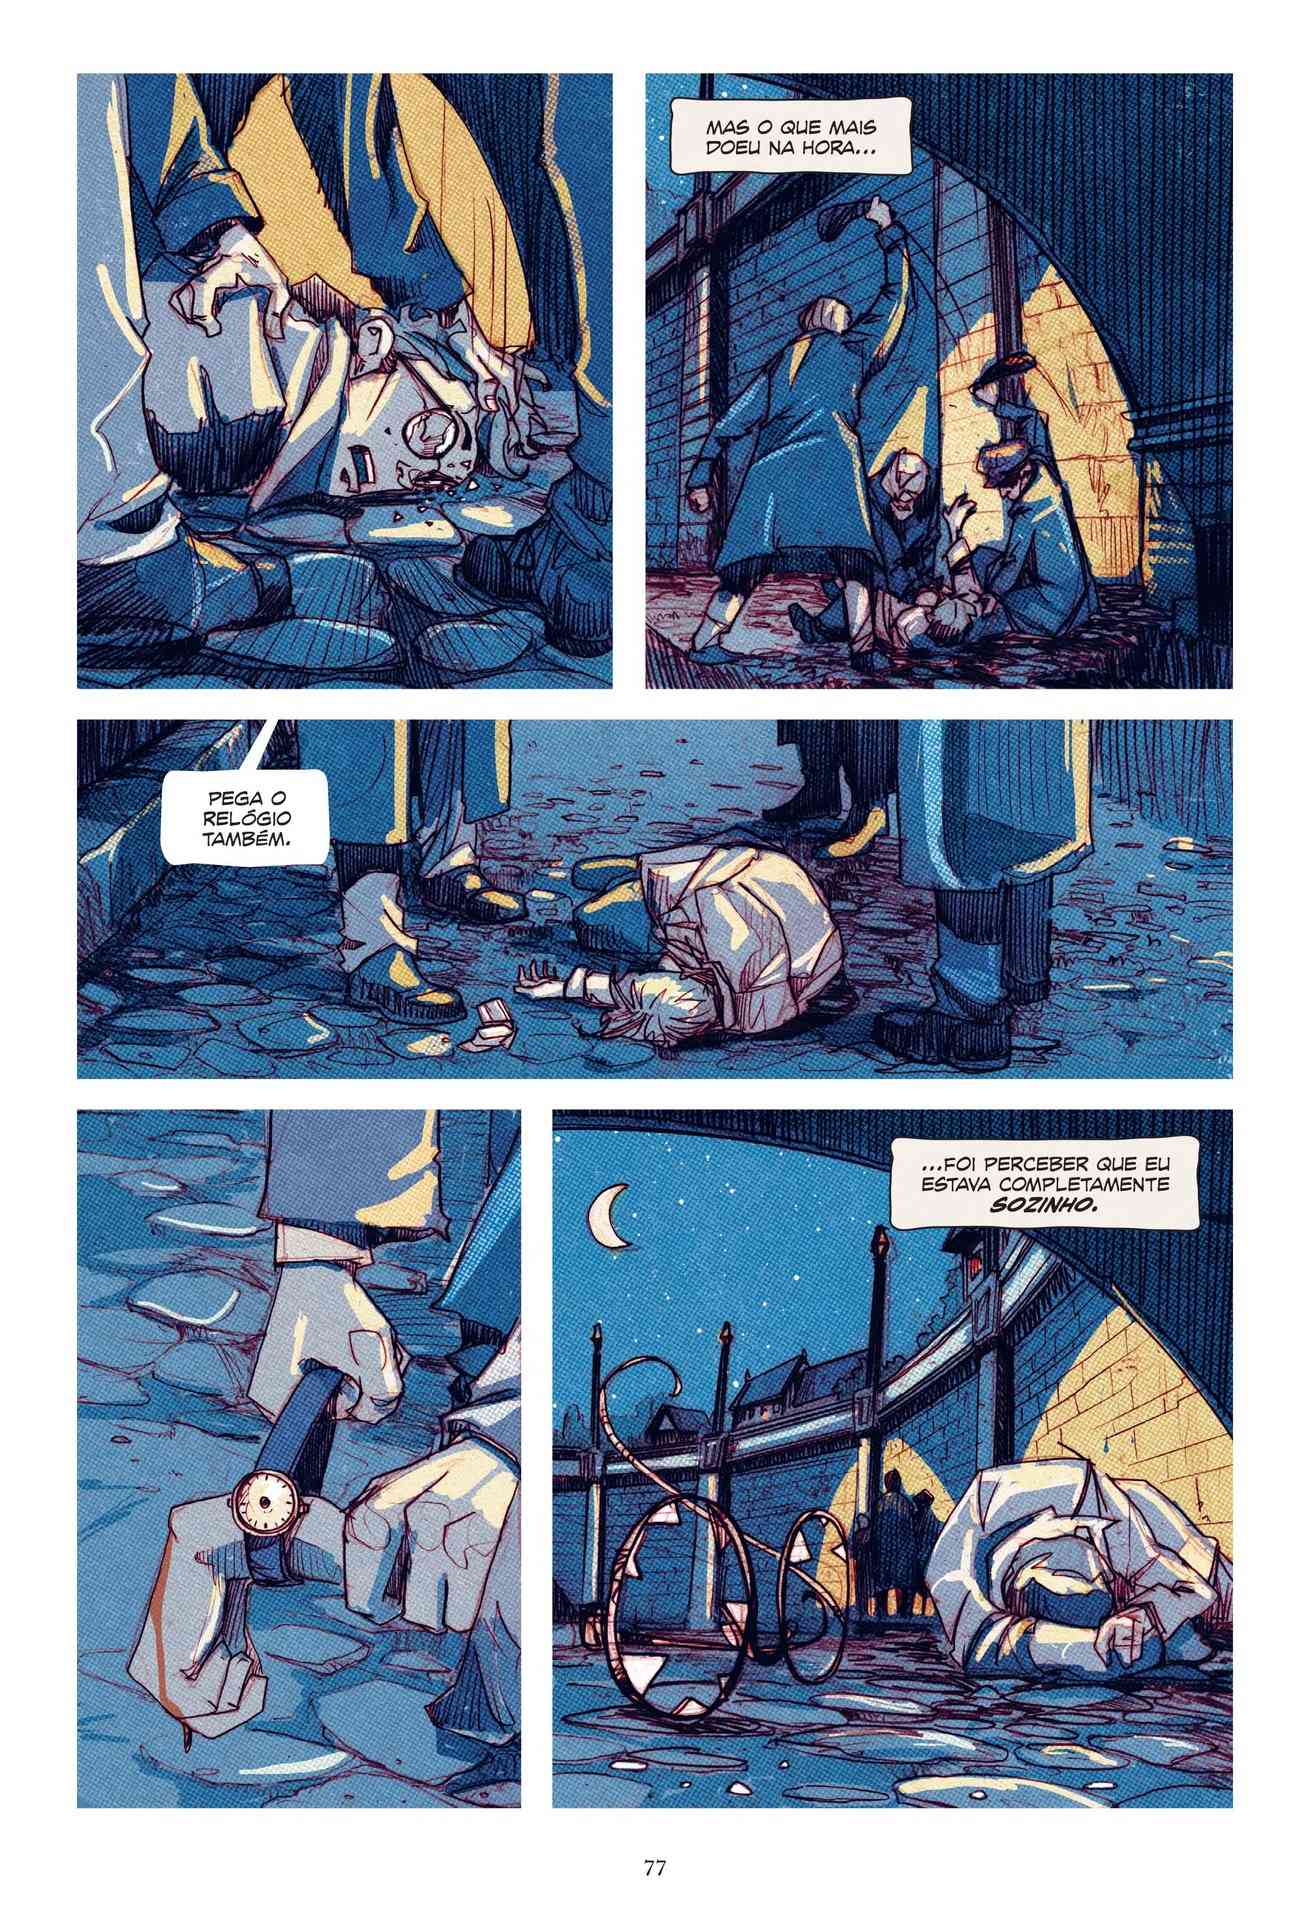 MAS O QUE MAIS
DOEU NA HORA...
PEGA O
RELÓGIO
TAMBÉM.
...FOI PERCEBER QUE EU
ESTAVA COMPLETAMENTE
SOZINHO.
77